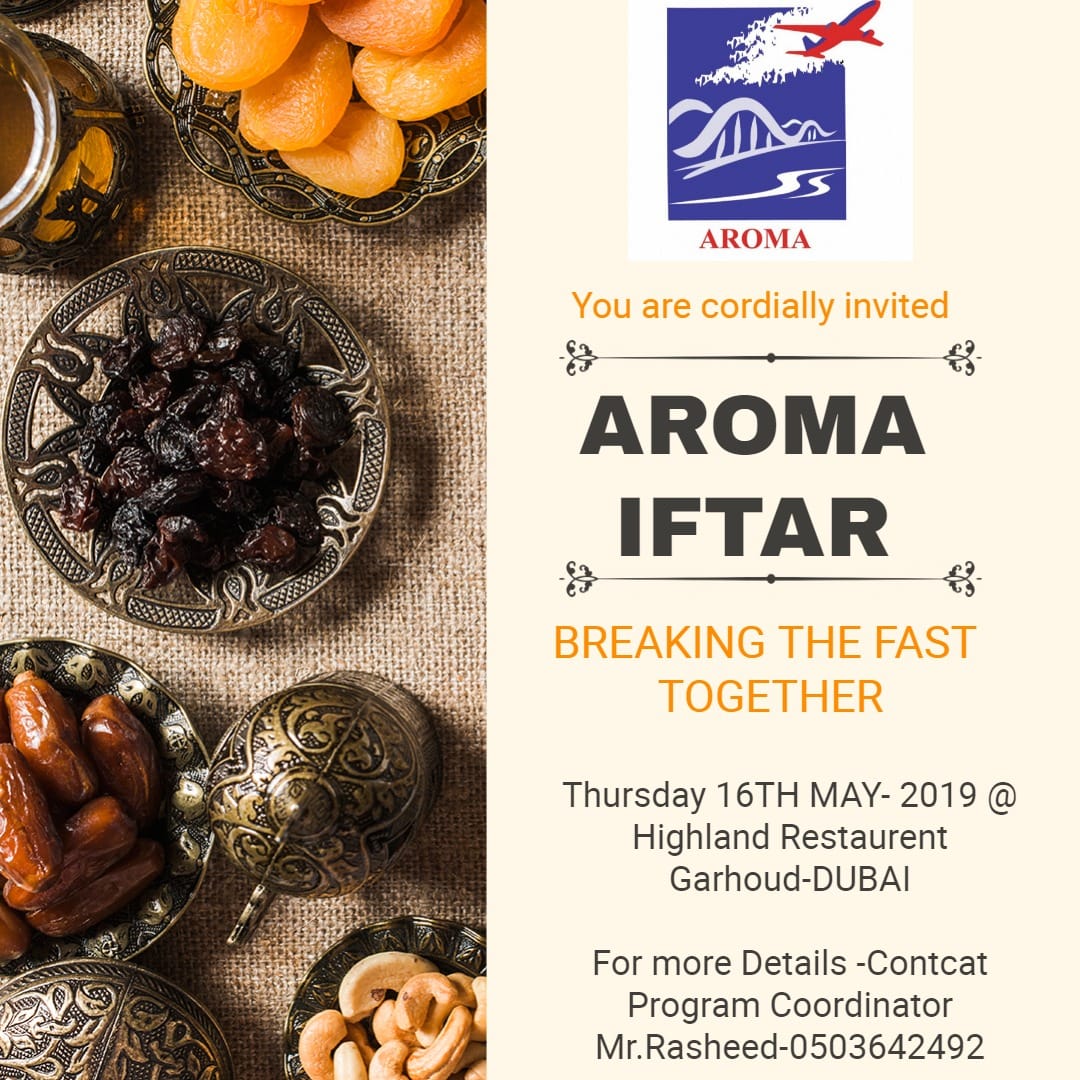 AROMA
You are cordially invited
AROMA
IFTAR
BREAKING THE FAST
TOGETHER
Thursday 16TH MAY- 2019 @
Highland Restaurent
Garhoud-DUBAI
For more Details -Contcat
Program Coordinator
Mr.Rasheed-0503642492